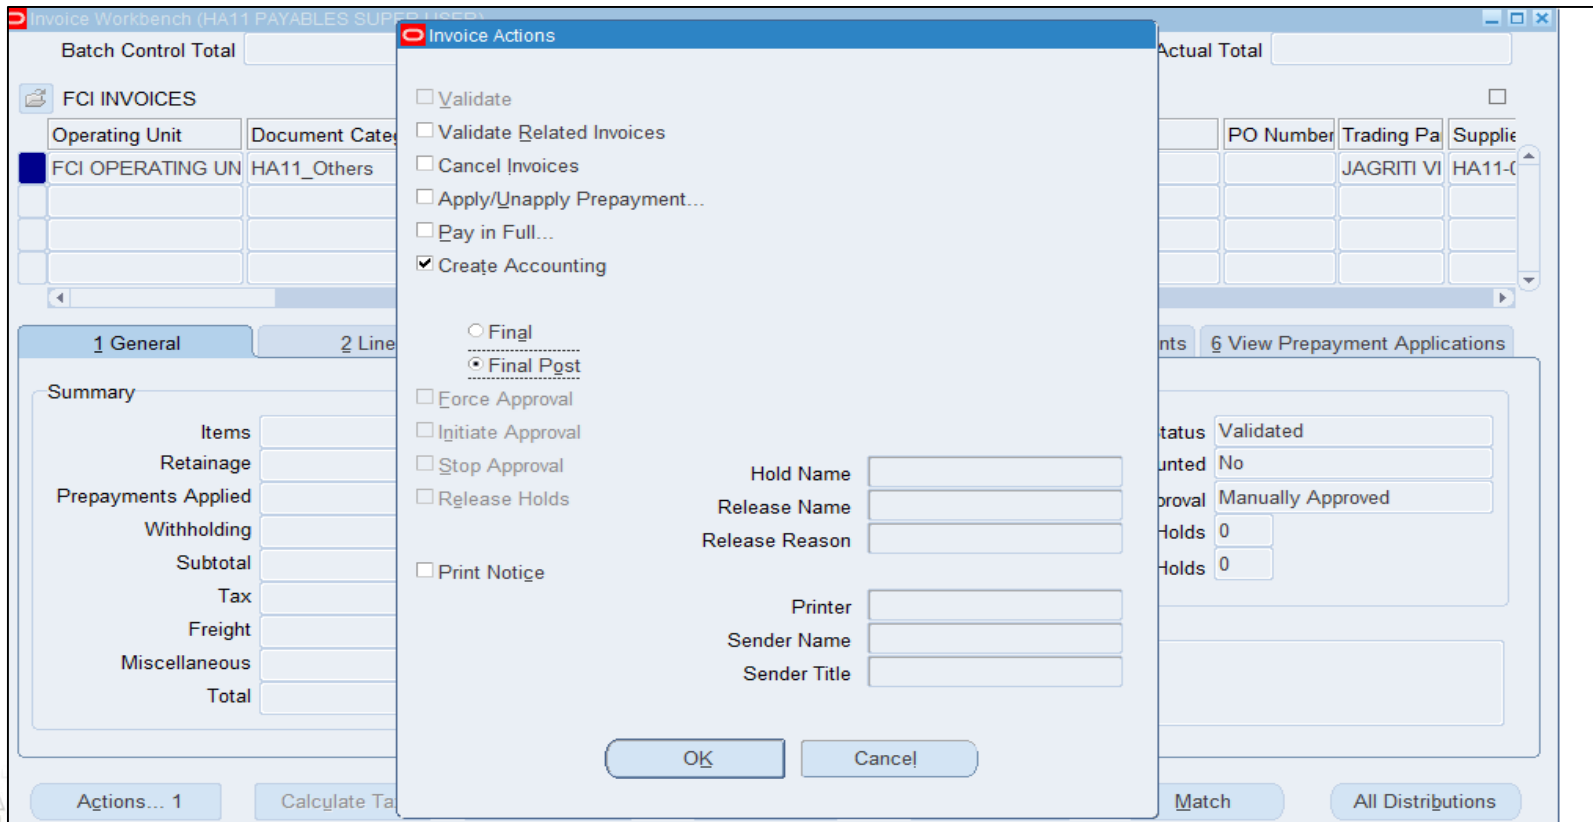 Invoice Workbench (HA11 PAYABLES SUPER USER)
Invoice Actions
Batch Control Total
Actual Total
FCI INVOICES
Operating Unit
Document Categ
PO Number
Trading Pa
Supplie
FCI OPERATING UN
HA11_Others
JAGRITI VI
HA11-0
Validate
Validate Related Invoices
Cancel Invoices
Apply/Unapply Prepayment...
Pay in Full...
Create Accounting
Final
Final Post
Force Approval
Initiate Approval
Stop Approval
Release Holds
Hold Name
Release Name
Release Reason
Print Notice
Printer
Sender Name
Sender Title
OK
Cancel
1 General
2 Line
nts
6 View Prepayment Applications
Summary
Items
Retainage
Prepayments Applied
Withholding
Subtotal
Tax
Freight
Miscellaneous
Total
tatus Validated
unted No
proval Manually Approved
Holds 0
Holds 0
Actions... 1
Calculate Ta
Match
All Distributions